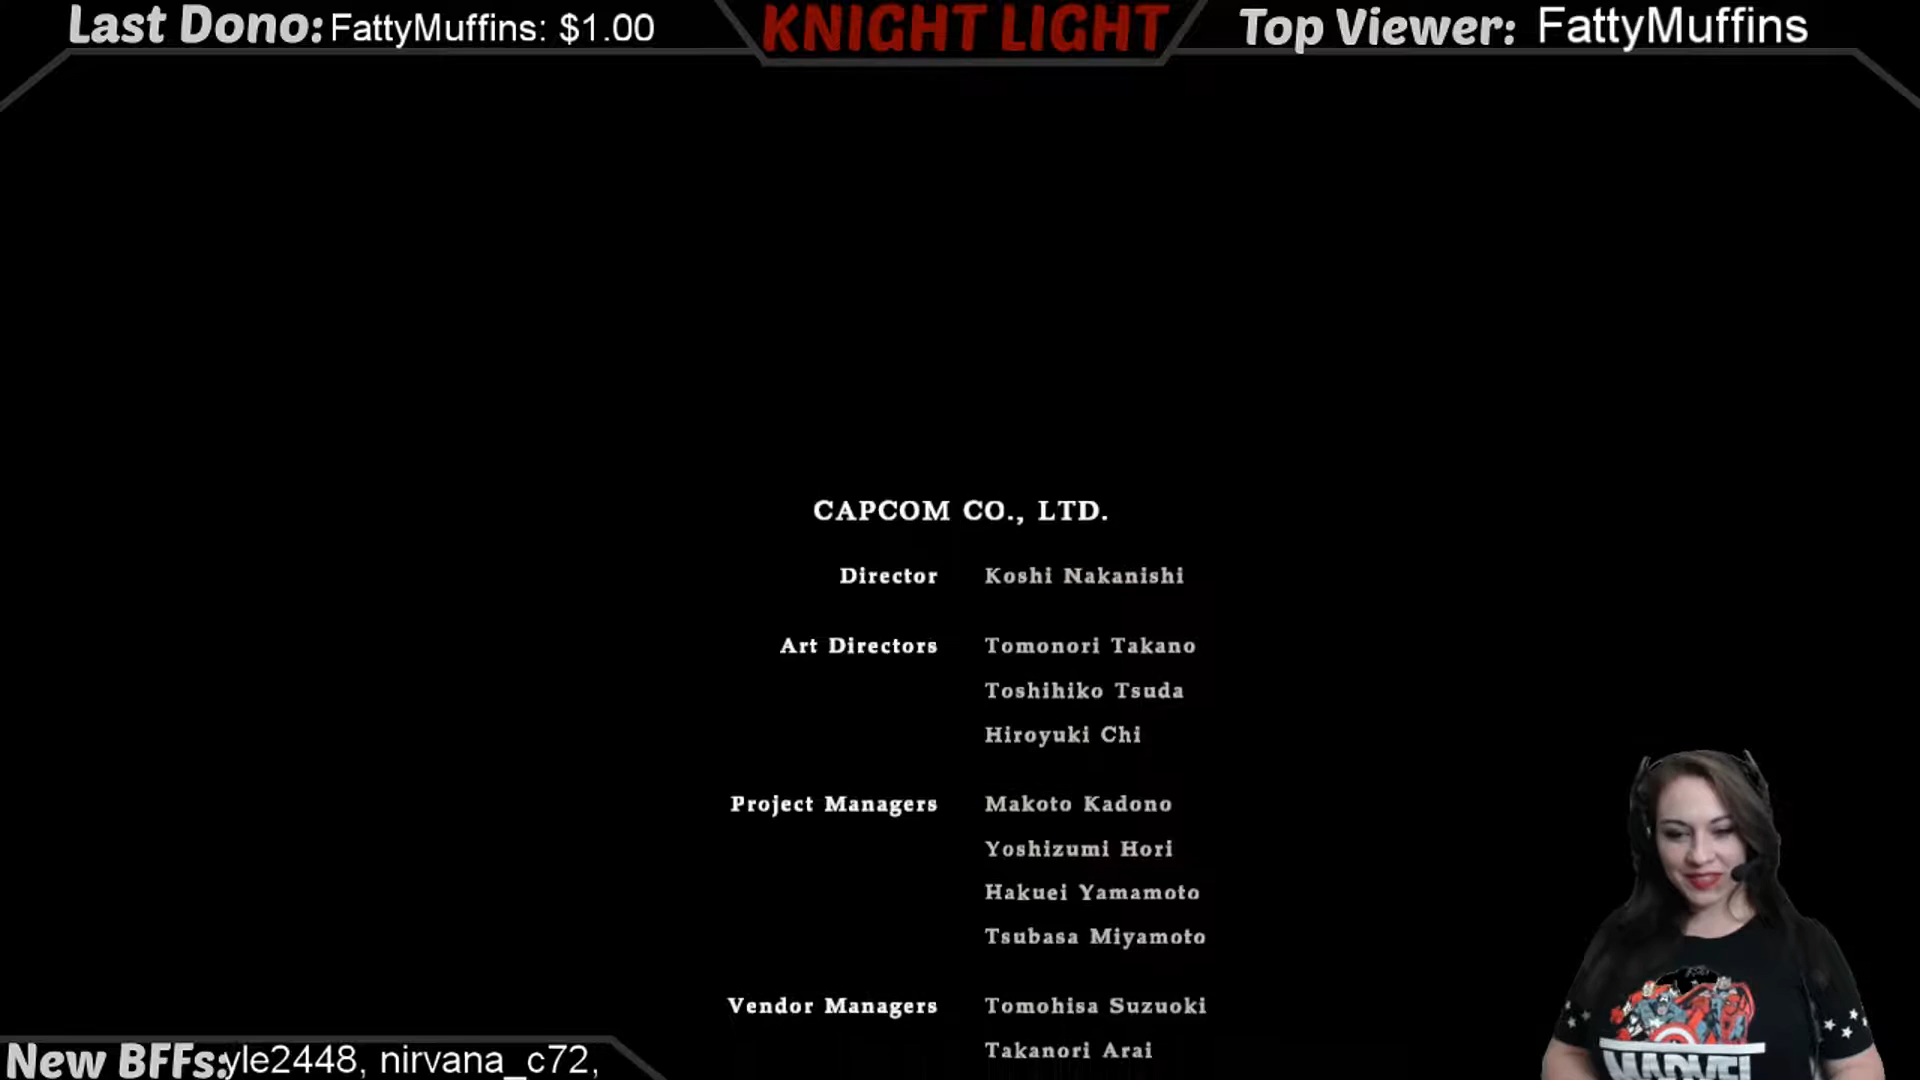 Last Dono: FattyMuffins: $1.00
KNIGHT LIGHT
Top Viewer: FattyMuffins
CAPCOM CO., LTD.
Director Koshi Nakanishi
Art Directors Tomonori Takano
Toshihiko Tsuda
Hiroyuki Chi
Project Managers Makoto Kadono
Yoshizumi Hori
Hakuei Yamamoto
Tsubasa Miyamoto
Vendor Managers Tomohisa Suzuoki
Takanori Arai
MARVEL
New BFFs: yle2448, nirvana_c72,